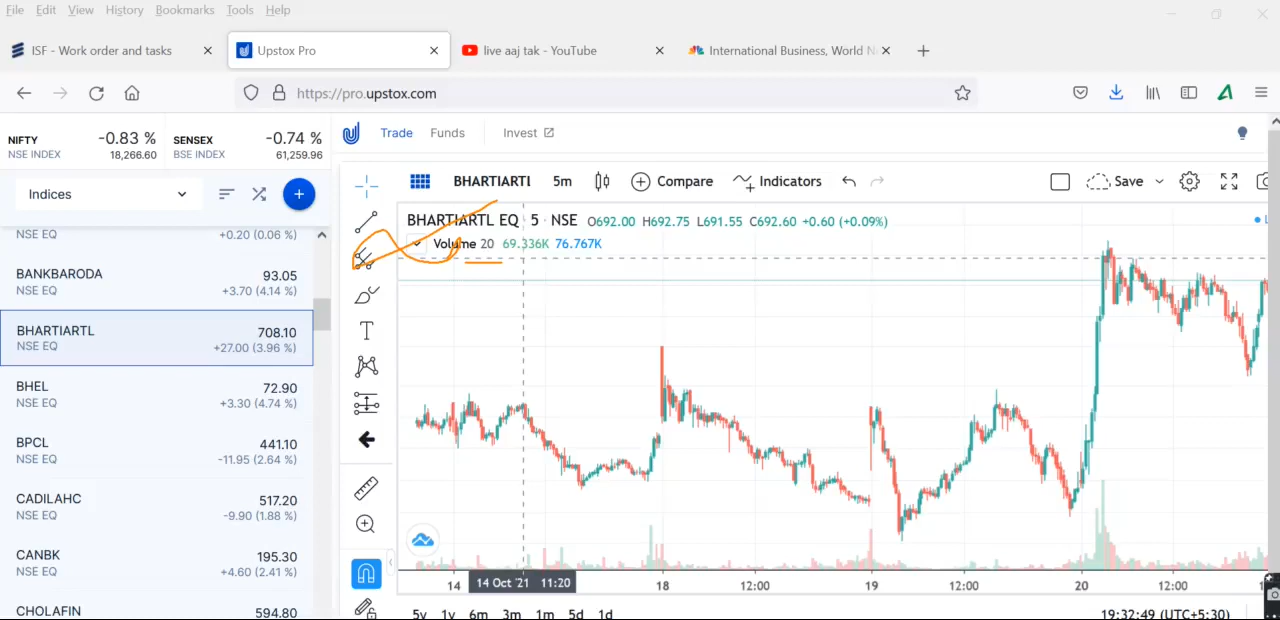 File Edit View History Bookmarks Tools Help
ISF - Work order and tasks
Upstox Pro
live aaj tak - YouTube
International Business, World N
https://pro.upstox.com
NIFTY -0.83 %
NSE INDEX 18,266.60
SENSEX -0.74 %
BSE INDEX 61,259.96
Trade Funds Invest
Indices
NSE EQ +0.20 (0.06 %)
BANKBARODA 93.05
NSE EQ +3.70 (4.14 %)
BHARTIARTL 708.10
NSE EQ +27.00 (3.96 %)
BHEL 72.90
NSE EQ +3.30 (4.74 %)
BPCL 441.10
NSE EQ -11.95 (2.64 %)
CADILAHC 517.20
NSE EQ -9.90 (1.88 %)
CANBK 195.30
NSE EQ +4.60 (2.41 %)
CHOLAFIN 594.80
BHARTIARTL 5m Compare Indicators Save
BHARTIARTL EQ 5 NSE O692.00 H692.75 L691.55 C692.60 +0.60 (+0.09%)
Volume 20 69.336K 76.767K
14 14 Oct '21 11:20 18 12:00 19 12:00 20 12:00
5y 1y 6m 3m 1m 5d 1d 19:32:49 (UTC+5:30)